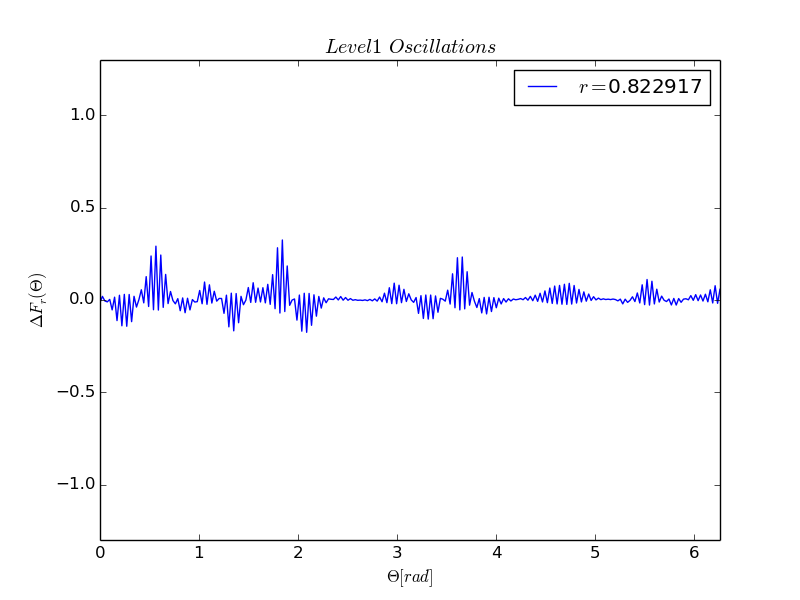 Level1 Oscillations
r=0.822917
1.0
0.5
0.0
−0.5
−1.0
ΔF_r(Θ)
0 1 2 3 4 5 6
Θ[rad]